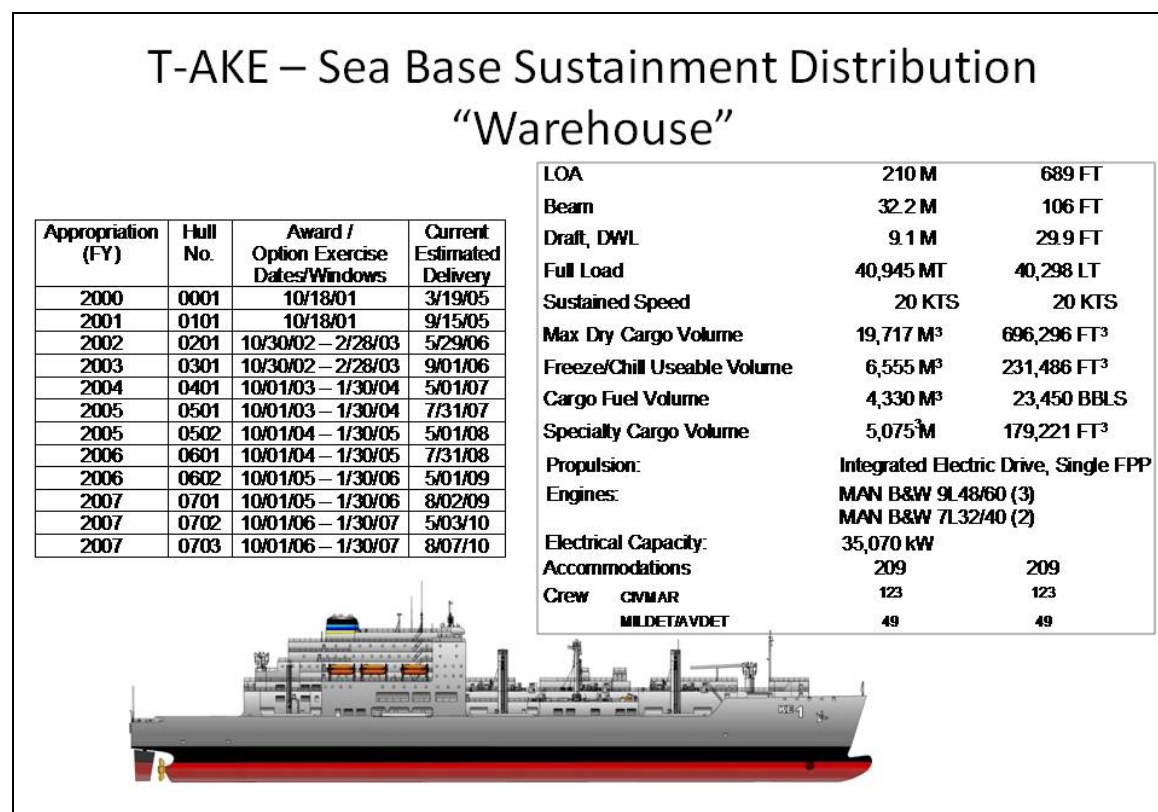 T-AKE – Sea Base Sustainment Distribution
“Warehouse”
Appropriation (FY) Hull No. Award / Option Exercise Dates/Windows Current Estimated Delivery
2000 0001 10/18/01 3/19/05
2001 0101 10/18/01 9/15/05
2002 0201 10/30/02 – 2/28/03 5/29/06
2003 0301 10/30/02 – 2/28/03 9/01/06
2004 0401 10/01/03 – 1/30/04 5/01/07
2005 0501 10/01/03 – 1/30/04 7/31/07
2005 0502 10/01/04 – 1/30/05 5/01/08
2006 0601 10/01/04 – 1/30/05 7/31/08
2006 0602 10/01/05 – 1/30/06 5/01/09
2007 0701 10/01/05 – 1/30/06 8/02/09
2007 0702 10/01/06 – 1/30/07 5/03/10
2007 0703 10/01/06 – 1/30/07 8/07/10
LOA 210 M 689 FT
Beam 32.2 M 106 FT
Draft, DWL 9.1 M 29.9 FT
Full Load 40,945 MT 40,298 LT
Sustained Speed 20 KTS 20 KTS
Max Dry Cargo Volume 19,717 M³ 696,296 FT³
Freeze/Chill Useable Volume 6,555 M³ 231,486 FT³
Cargo Fuel Volume 4,330 M³ 23,450 BBLS
Specialty Cargo Volume 5,075³M 179,221 FT³
Propulsion: Integrated Electric Drive, Single FPP
Engines: MAN B&W 9L48/60 (3)
MAN B&W 7L32/40 (2)
Electrical Capacity: 35,070 kW
Accommodations 209 209
Crew CIVMAR 123 123
MILDET/AVDET 49 49
KE-1